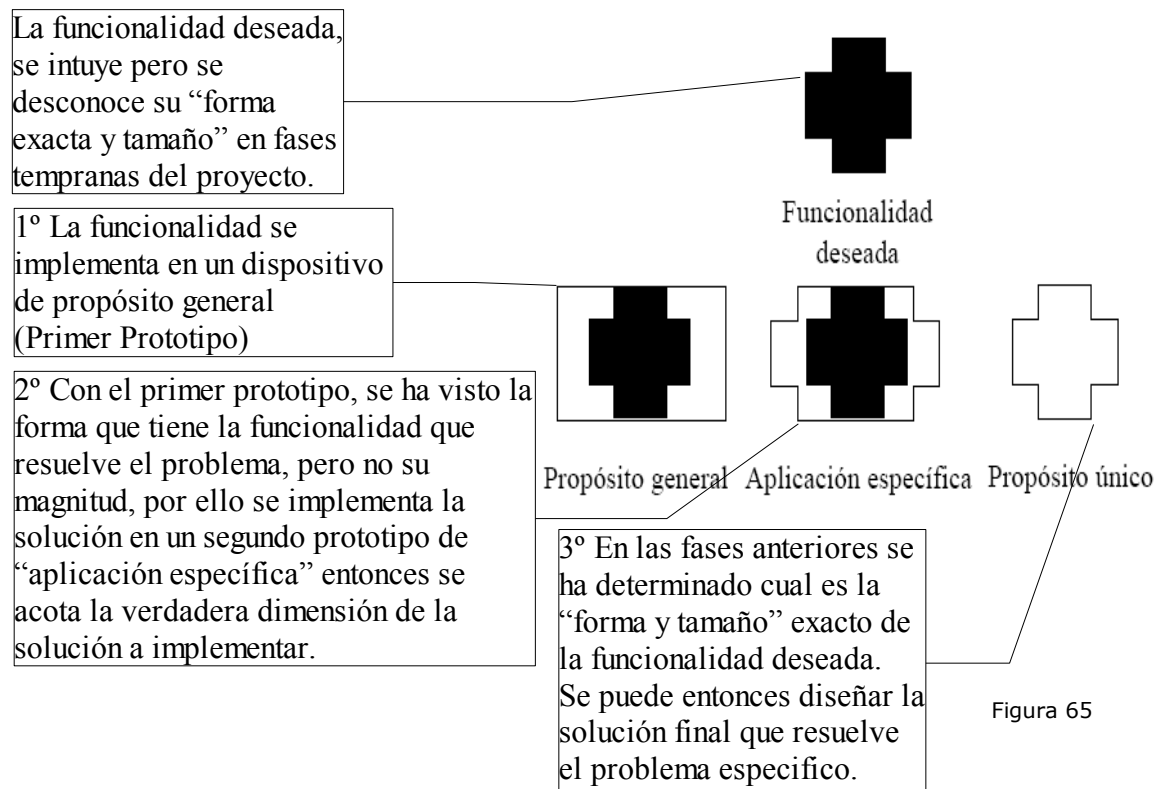 La funcionalidad deseada,
se intuye pero se
desconoce su “forma
exacta y tamaño” en fases
tempranas del proyecto.
Funcionalidad
deseada
1º La funcionalidad se
implementa en un dispositivo
de propósito general
(Primer Prototipo)
2º Con el primer prototipo, se ha visto la
forma que tiene la funcionalidad que
resuelve el problema, pero no su
magnitud, por ello se implementa la
solución en un segundo prototipo de
“aplicación específica” entonces se
acota la verdadera dimensión de la
solución a implementar.
Propósito general
Aplicación específica
Propósito único
3º En las fases anteriores se
ha determinado cual es la
“forma y tamaño” exacto de
la funcionalidad deseada.
Se puede entonces diseñar la
solución final que resuelve
el problema especifico.
Figura 65